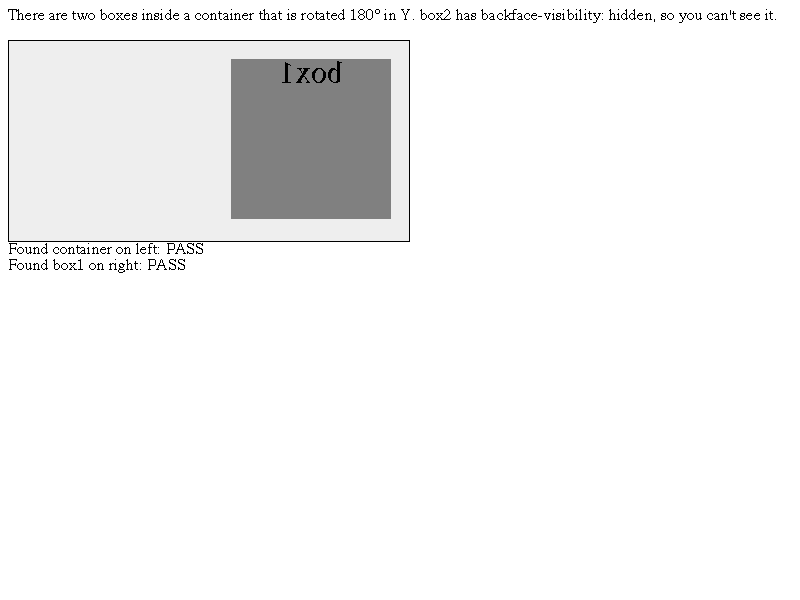 There are two boxes inside a container that is rotated 180° in Y. box2 has backface-visibility: hidden, so you can't see it.
box1
Found container on left: PASS
Found box1 on right: PASS